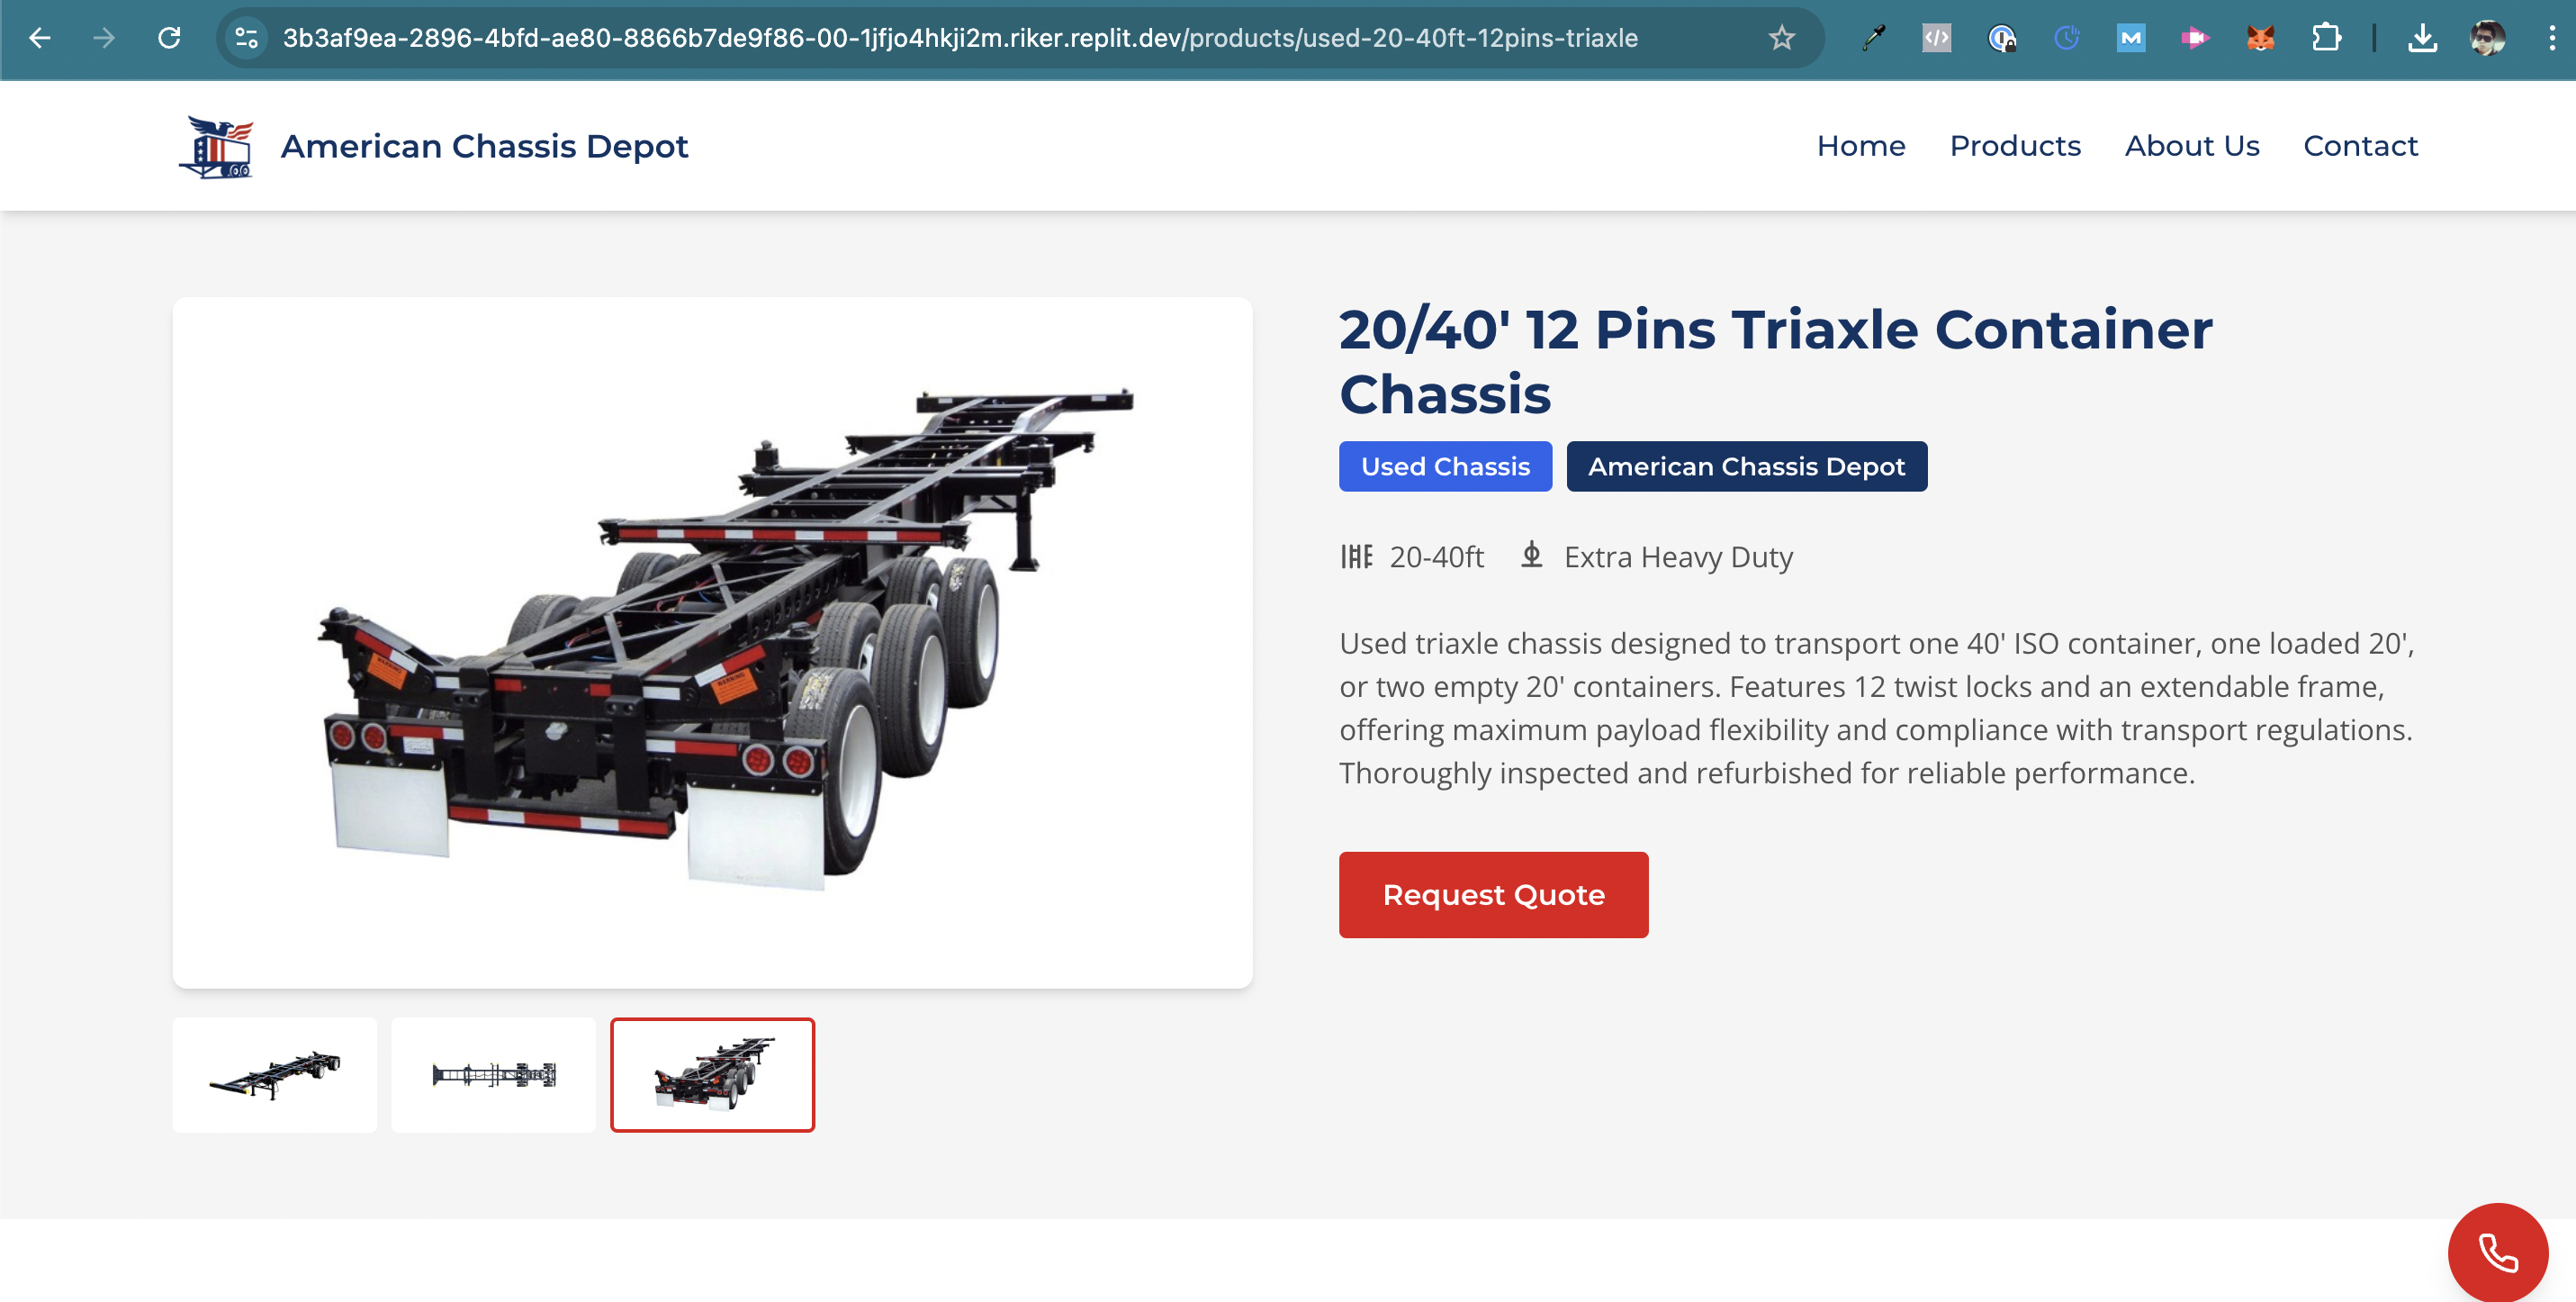 3b3af9ea-2896-4bfd-ae80-8866b7de9f86-00-1jfjo4hkji2m.riker.replit.dev/products/used-20-40ft-12pins-triaxle
American Chassis Depot
Home Products About Us Contact
20/40' 12 Pins Triaxle Container
Chassis
Used Chassis American Chassis Depot
20-40ft Extra Heavy Duty
Used triaxle chassis designed to transport one 40' ISO container, one loaded 20',
or two empty 20' containers. Features 12 twist locks and an extendable frame,
offering maximum payload flexibility and compliance with transport regulations.
Thoroughly inspected and refurbished for reliable performance.
Request Quote
WARNING
WARNING